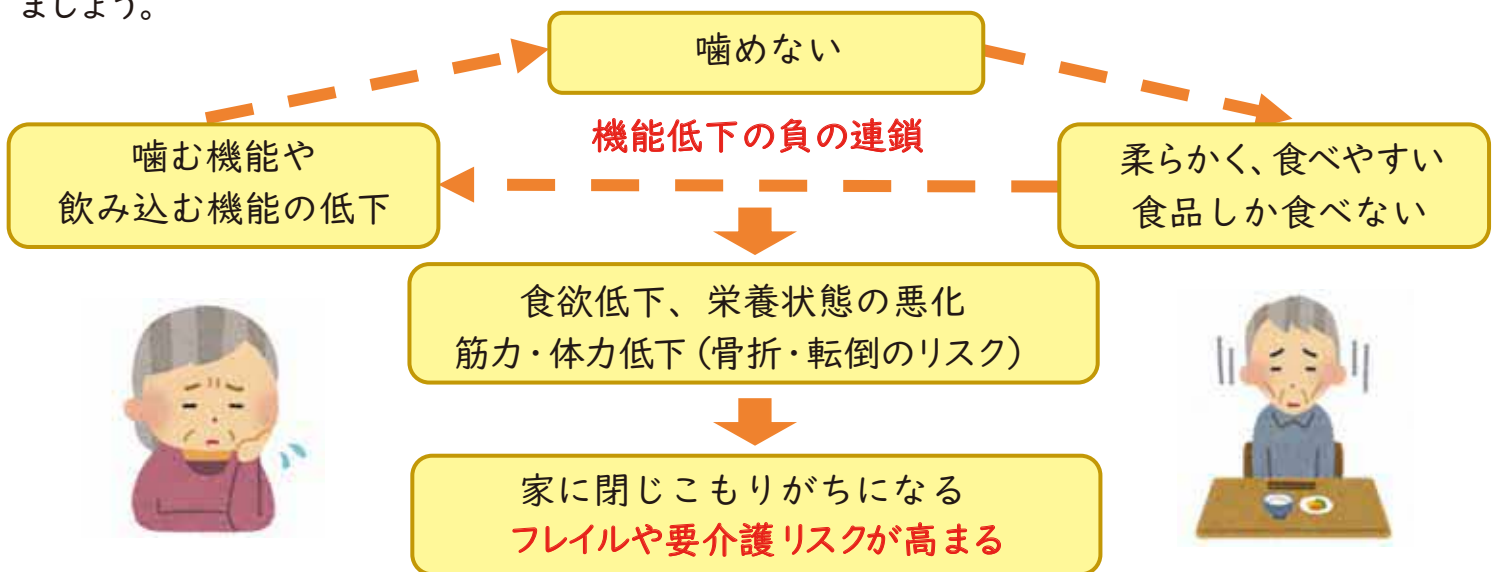 ましょう。
噛めない
機能低下の負の連鎖
噛む機能や
飲み込む機能の低下
柔らかく、食べやすい
食品しか食べない
食欲低下、栄養状態の悪化
筋力・体力低下(骨折・転倒のリスク)
家に閉じこもりがちになる
フレイルや要介護リスクが高まる